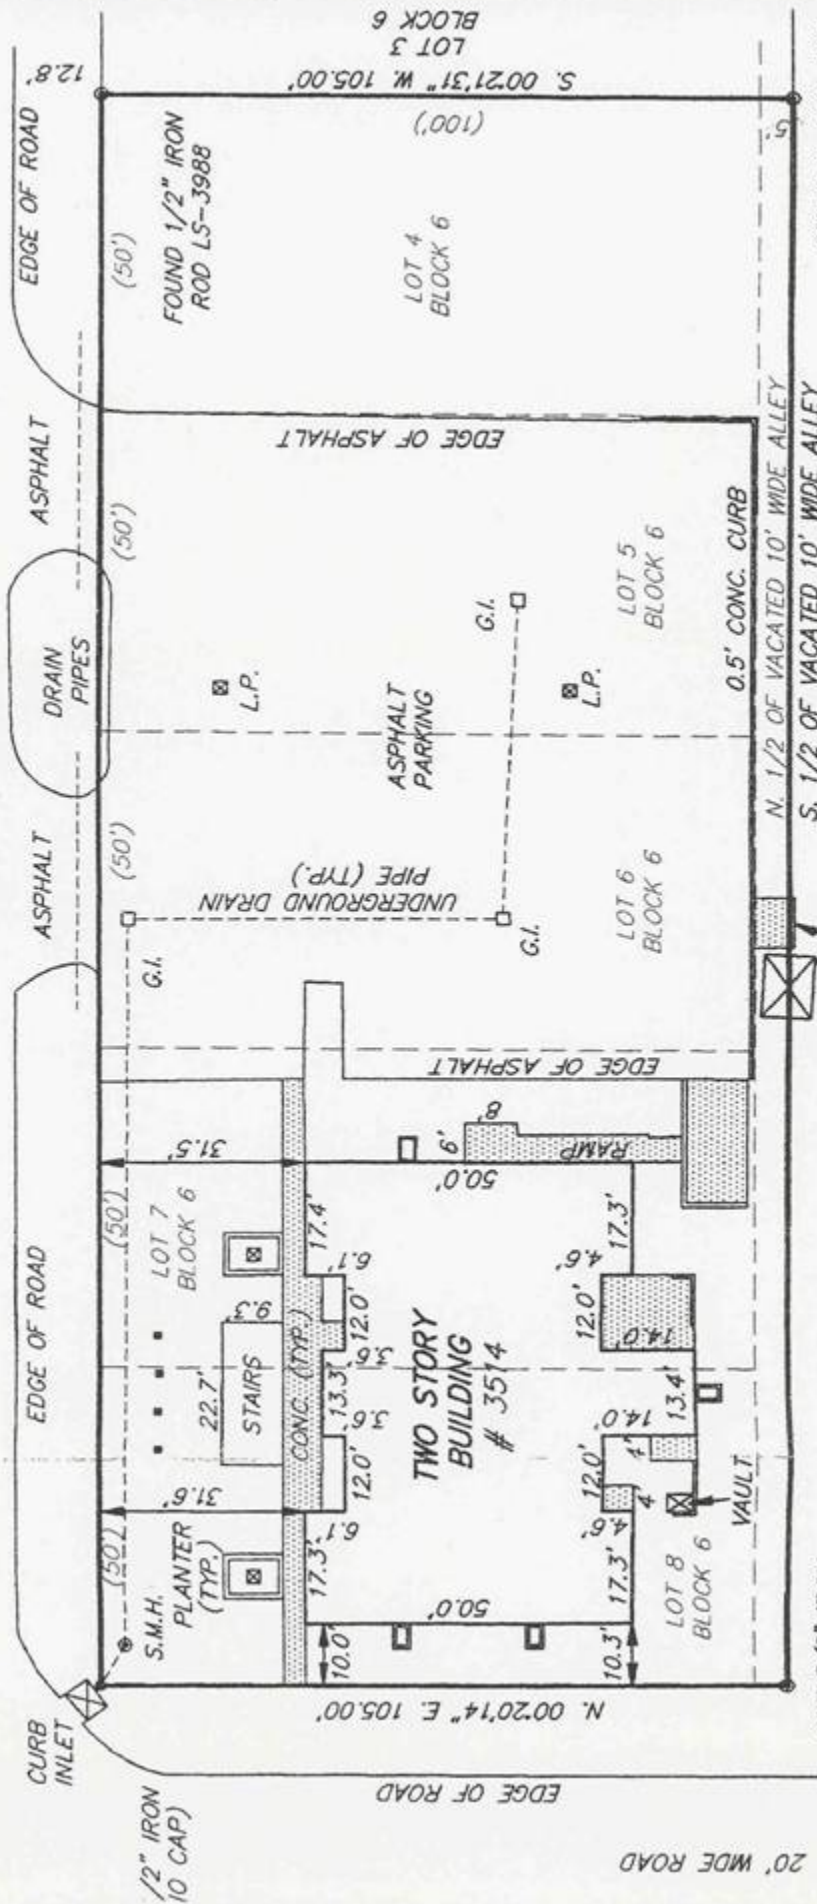 LOT 3
BLOCK 6
S. 00°21'31" W. 105.00'
(100')
12.8'
EDGE OF ROAD
(50')
FOUND 1/2" IRON
ROD LS-3988
LOT 4
BLOCK 6
5'
ASPHALT
(50')
EDGE OF ASPHALT
DRAIN
PIPES
L.P.
G.I.
L.P.
LOT 5
BLOCK 6
0.5' CONC. CURB
N. 1/2 OF VACATED 10' WIDE ALLEY
S. 1/2 OF VACATED 10' WIDE ALLEY
ASPHALT
PARKING
ASPHALT
(50')
UNDERGROUND DRAIN
PIPE (TYP.)
G.I.
G.I.
LOT 6
BLOCK 6
EDGE OF ASPHALT
EDGE OF ROAD
(50')
LOT 7
BLOCK 6
31.5'
8'
6'
RAMP
50.0'
17.4'
6.1'
4.6'
17.3'
9.3'
STAIRS
22.7'
CONC. (TYP.)
12.0'
3.6'
13.3'
3.6'
12.0'
TWO STORY
BUILDING
# 3514
12.0'
14.0'
13.4'
14.0'
12.0'
4'
4'
VAULT
31.6'
6.1'
4.6'
17.3'
17.3'
(50')
S.M.H.
PLANTER
(TYP.)
LOT 8
BLOCK 6
50.0'
10.0'
10.3'
N. 00°20'14" E. 105.00'
CURB
INLET
EDGE OF ROAD
/2" IRON
20' WIDE ROAD